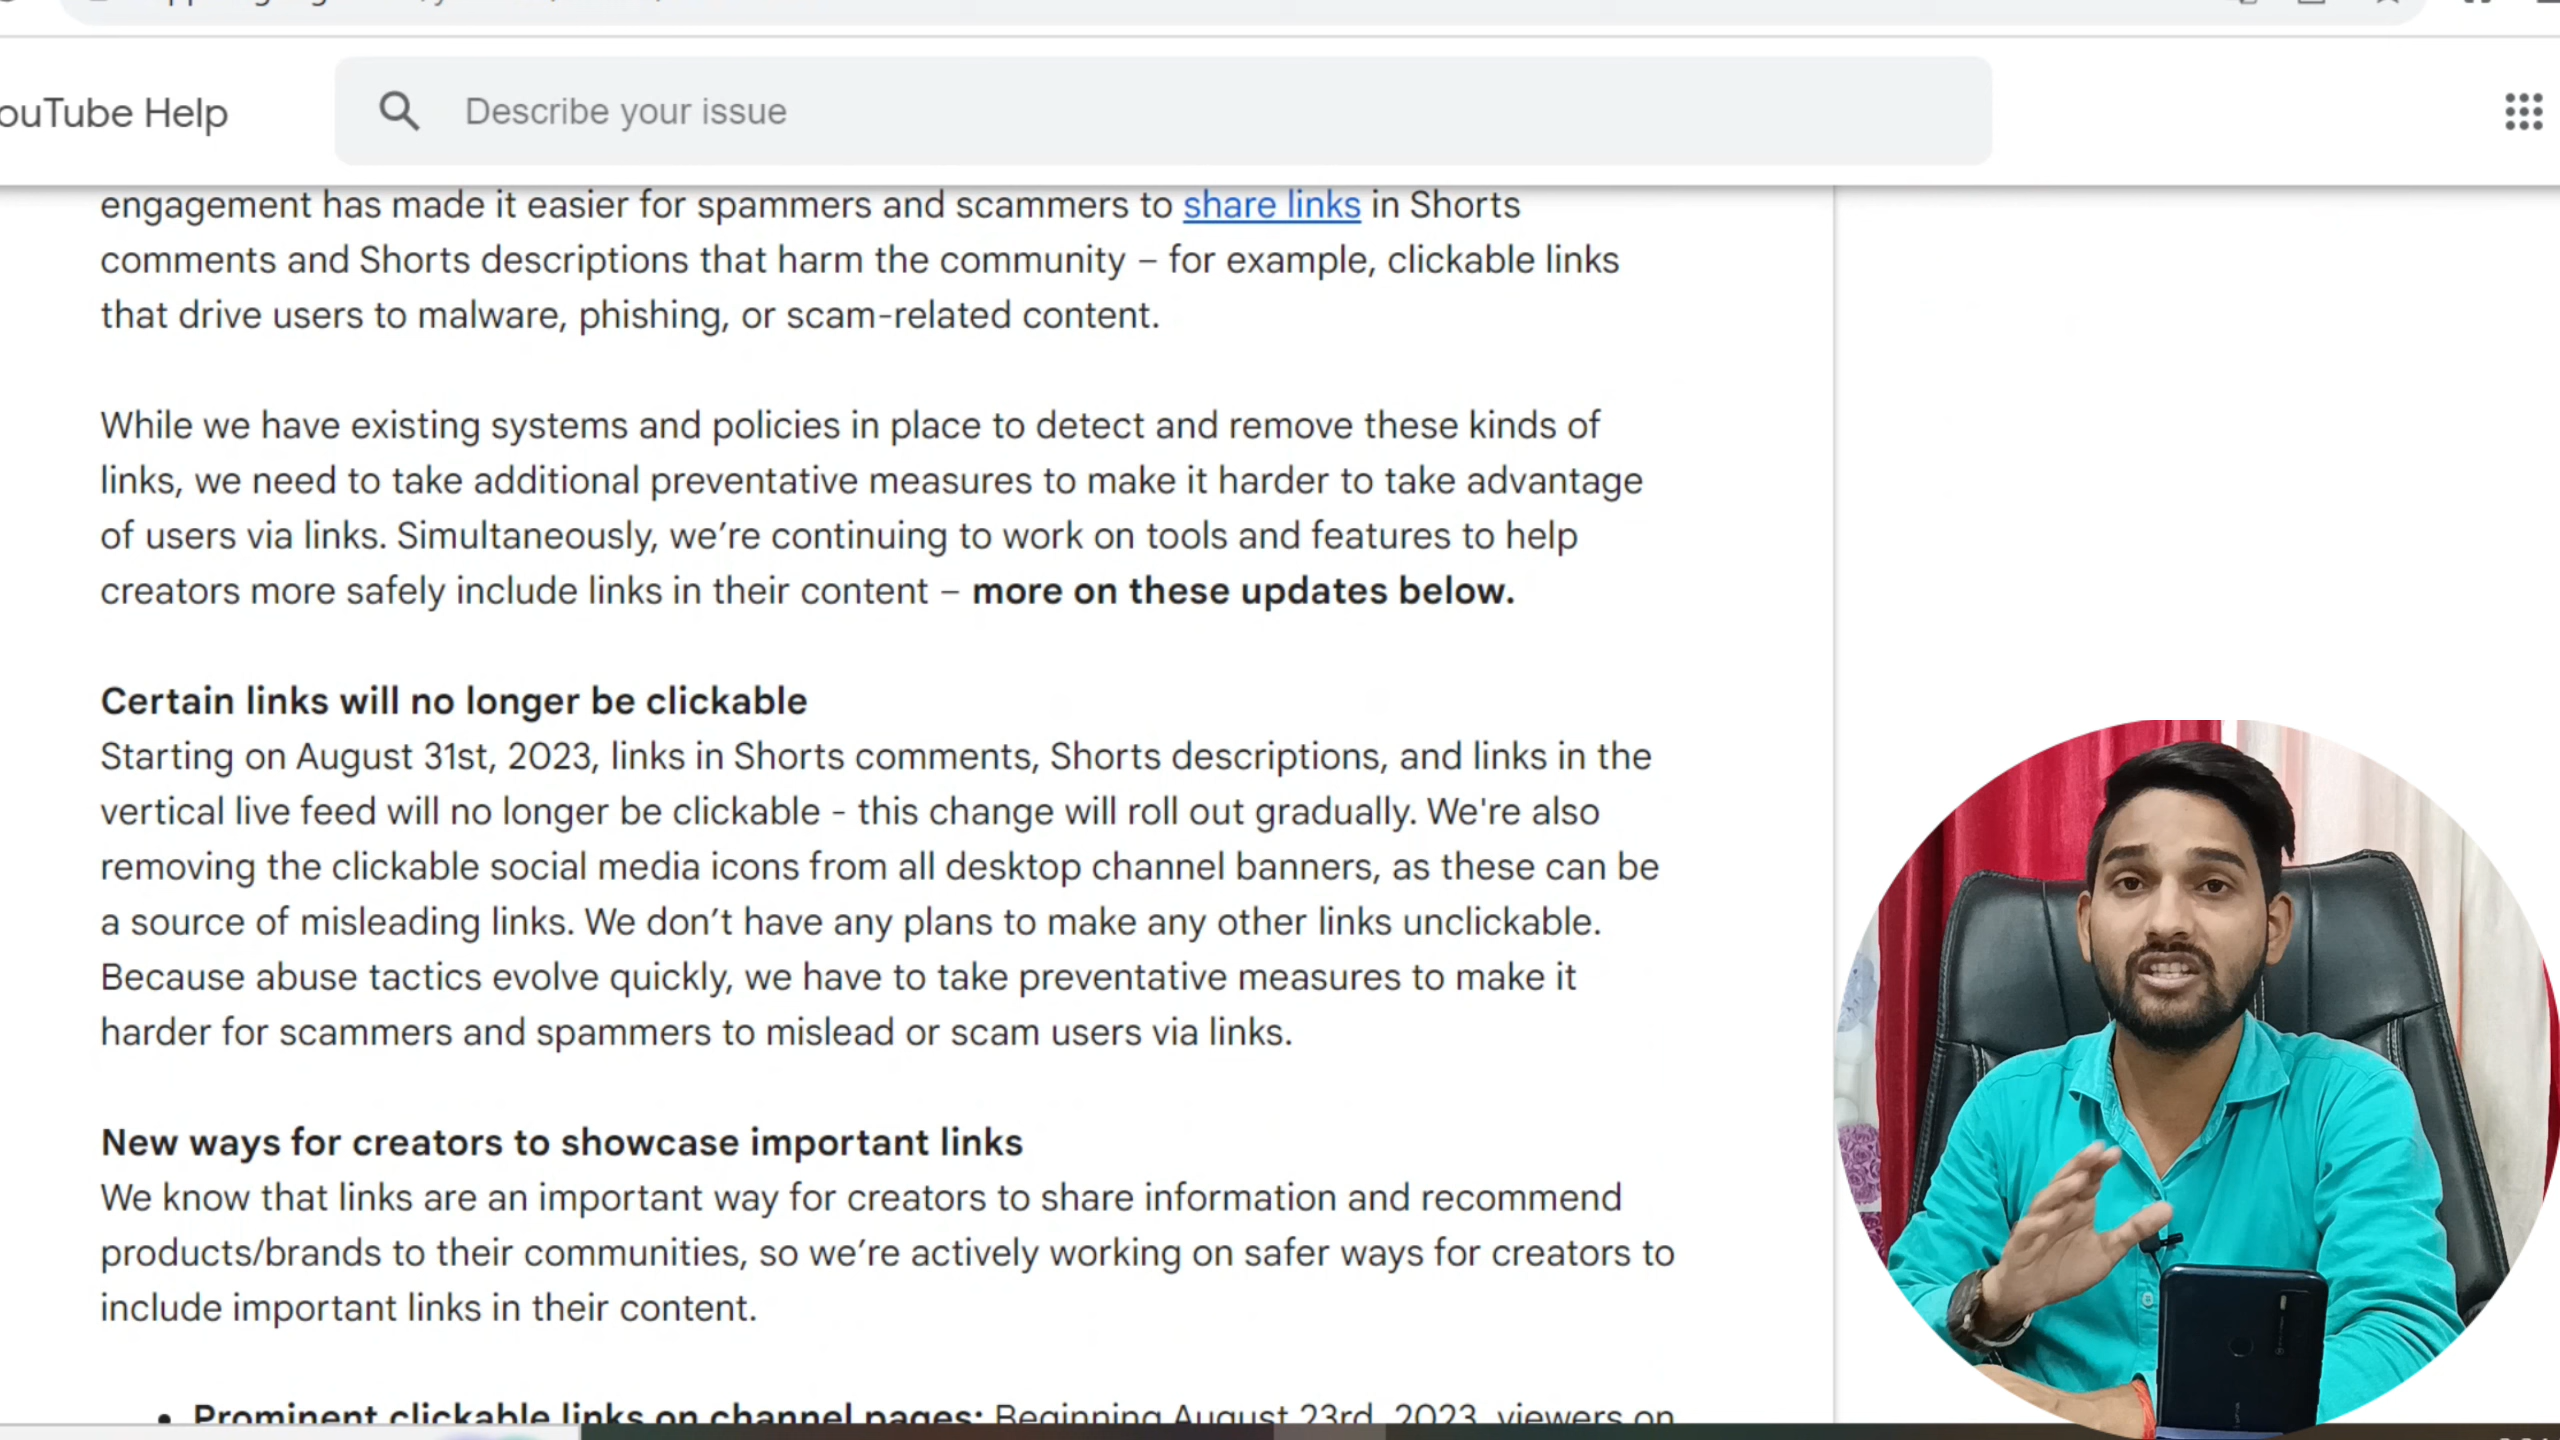 ouTube Help
Describe your issue
engagement has made it easier for spammers and scammers to share links in Shorts
comments and Shorts descriptions that harm the community – for example, clickable links
that drive users to malware, phishing, or scam-related content.
While we have existing systems and policies in place to detect and remove these kinds of
links, we need to take additional preventative measures to make it harder to take advantage
of users via links. Simultaneously, we’re continuing to work on tools and features to help
creators more safely include links in their content – more on these updates below.
Certain links will no longer be clickable
Starting on August 31st, 2023, links in Shorts comments, Shorts descriptions, and links in the
vertical live feed will no longer be clickable - this change will roll out gradually. We're also
removing the clickable social media icons from all desktop channel banners, as these can be
a source of misleading links. We don’t have any plans to make any other links unclickable.
Because abuse tactics evolve quickly, we have to take preventative measures to make it
harder for scammers and spammers to mislead or scam users via links.
New ways for creators to showcase important links
We know that links are an important way for creators to share information and recommend
products/brands to their communities, so we’re actively working on safer ways for creators to
include important links in their content.
• Prominent clickable links on channel pages: Beginning August 23rd, 2023, viewers on